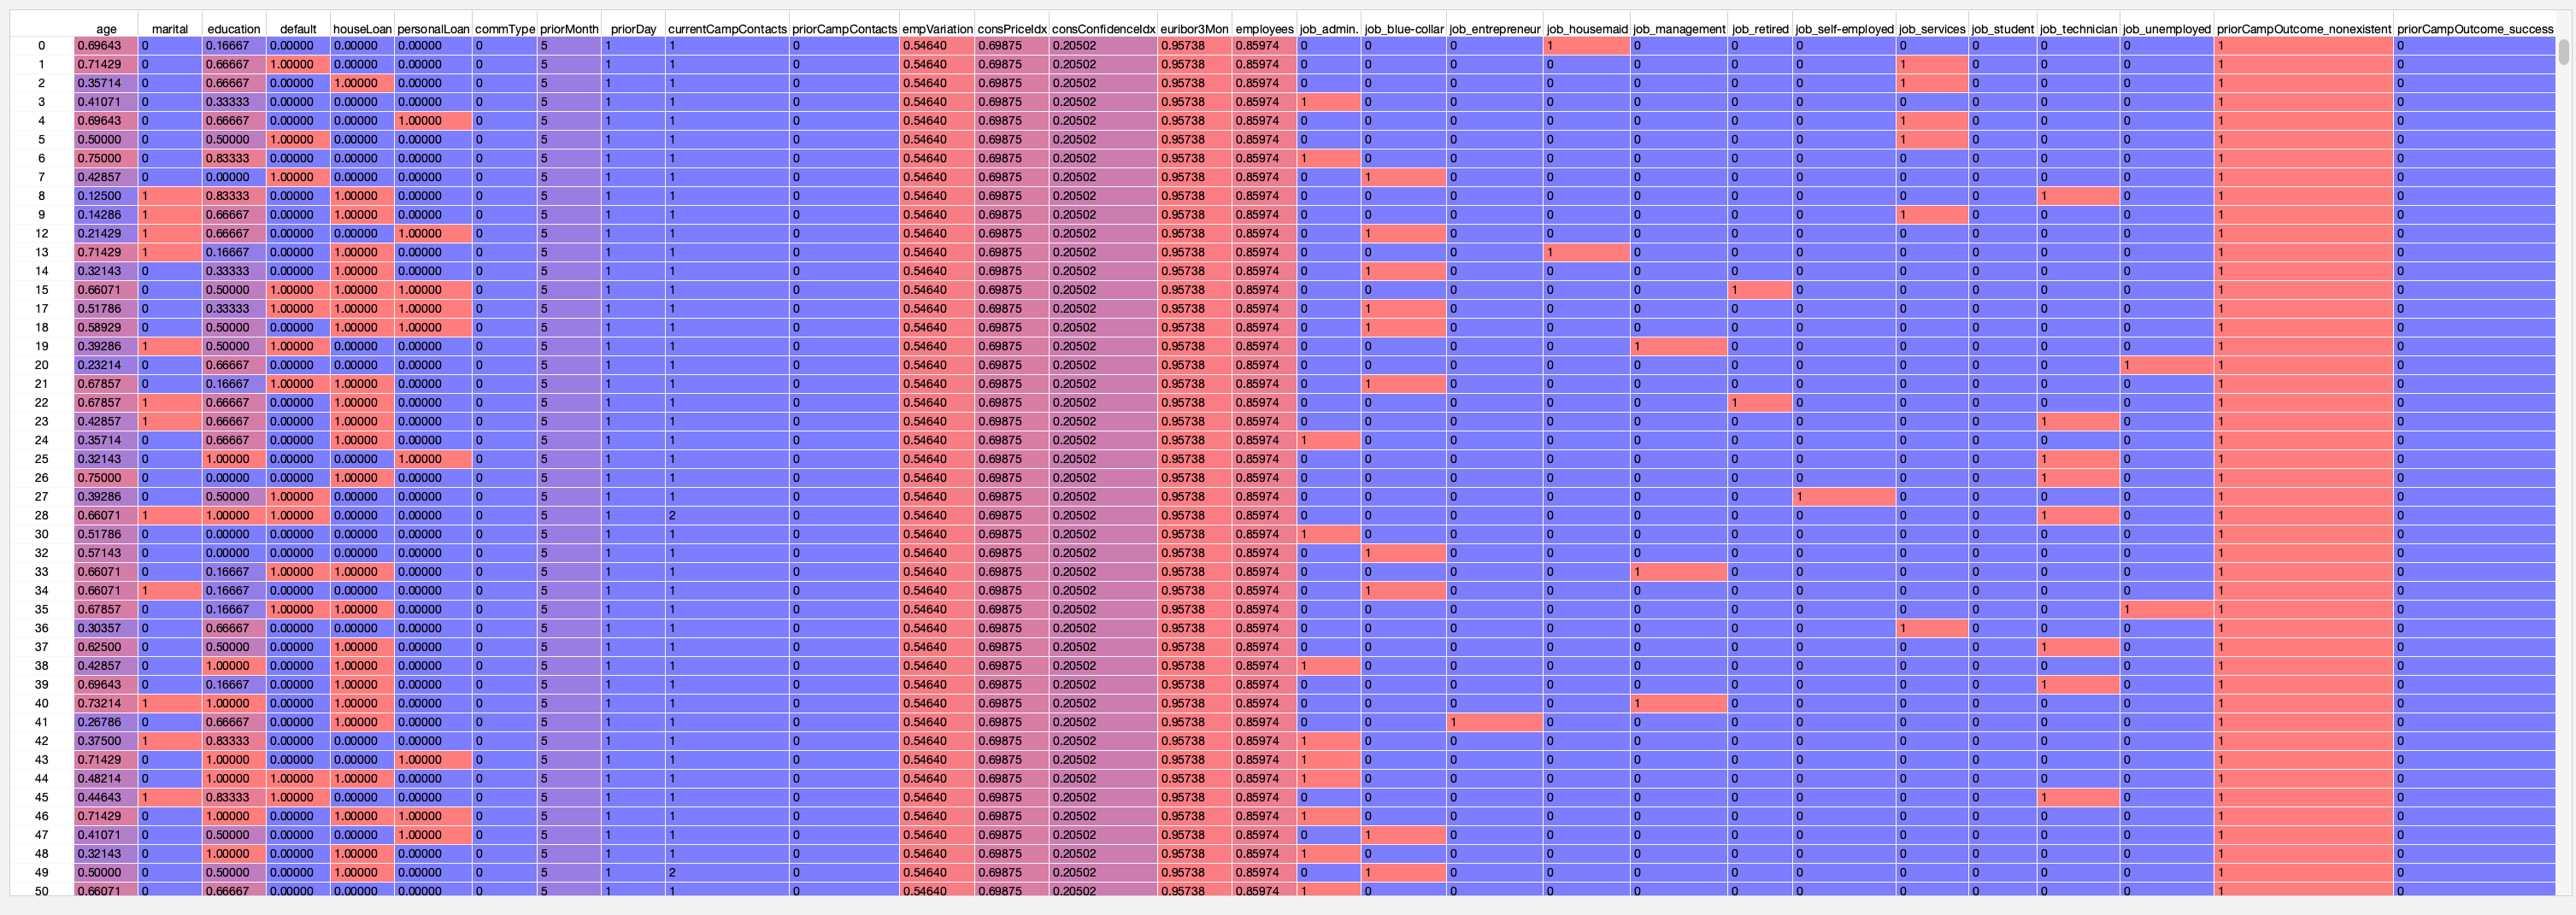 age marital education default houseLoan personalLoan commType priorMonth priorDay currentCampContacts priorCampContacts empVariation consPriceIdx consConfidenceIdx euribor3Mon employees job_admin. job_blue-collar job_entrepreneur job_housemaid job_management job_retired job_self-employed job_services job_student job_technician job_unemployed priorCampOutcome_nonexistent priorCampOutcome_success
0 0.69643 0 0.16667 0.00000 0.00000 0.00000 0 5 1 1 0 0.54640 0.69875 0.20502 0.95738 0.85974 0 0 0 1 0 0 0 0 0 0 0 1 0
1 0.71429 0 0.66667 1.00000 0.00000 0.00000 0 5 1 1 0 0.54640 0.69875 0.20502 0.95738 0.85974 0 0 0 0 0 0 0 1 0 0 0 1 0
2 0.35714 0 0.66667 0.00000 1.00000 0.00000 0 5 1 1 0 0.54640 0.69875 0.20502 0.95738 0.85974 0 0 0 0 0 0 0 1 0 0 0 1 0
3 0.41071 0 0.33333 0.00000 0.00000 0.00000 0 5 1 1 0 0.54640 0.69875 0.20502 0.95738 0.85974 1 0 0 0 0 0 0 0 0 0 0 1 0
4 0.69643 0 0.66667 0.00000 0.00000 1.00000 0 5 1 1 0 0.54640 0.69875 0.20502 0.95738 0.85974 0 0 0 0 0 0 0 1 0 0 0 1 0
5 0.50000 0 0.50000 1.00000 0.00000 0.00000 0 5 1 1 0 0.54640 0.69875 0.20502 0.95738 0.85974 0 0 0 0 0 0 0 1 0 0 0 1 0
6 0.75000 0 0.83333 0.00000 0.00000 0.00000 0 5 1 1 0 0.54640 0.69875 0.20502 0.95738 0.85974 1 0 0 0 0 0 0 0 0 0 0 1 0
7 0.42857 0 0.00000 1.00000 0.00000 0.00000 0 5 1 1 0 0.54640 0.69875 0.20502 0.95738 0.85974 0 1 0 0 0 0 0 0 0 0 0 1 0
8 0.12500 1 0.83333 0.00000 1.00000 0.00000 0 5 1 1 0 0.54640 0.69875 0.20502 0.95738 0.85974 0 0 0 0 0 0 0 0 0 1 0 1 0
9 0.14286 1 0.66667 0.00000 1.00000 0.00000 0 5 1 1 0 0.54640 0.69875 0.20502 0.95738 0.85974 0 0 0 0 0 0 0 1 0 0 0 1 0
12 0.21429 1 0.66667 0.00000 0.00000 1.00000 0 5 1 1 0 0.54640 0.69875 0.20502 0.95738 0.85974 0 1 0 0 0 0 0 0 0 0 0 1 0
13 0.71429 1 0.16667 0.00000 1.00000 0.00000 0 5 1 1 0 0.54640 0.69875 0.20502 0.95738 0.85974 0 0 0 1 0 0 0 0 0 0 0 1 0
14 0.32143 0 0.33333 0.00000 1.00000 0.00000 0 5 1 1 0 0.54640 0.69875 0.20502 0.95738 0.85974 0 1 0 0 0 0 0 0 0 0 0 1 0
15 0.66071 0 0.50000 1.00000 1.00000 1.00000 0 5 1 1 0 0.54640 0.69875 0.20502 0.95738 0.85974 0 0 0 0 0 1 0 0 0 0 0 1 0
17 0.51786 0 0.33333 1.00000 1.00000 1.00000 0 5 1 1 0 0.54640 0.69875 0.20502 0.95738 0.85974 0 1 0 0 0 0 0 0 0 0 0 1 0
18 0.58929 0 0.50000 0.00000 1.00000 1.00000 0 5 1 1 0 0.54640 0.69875 0.20502 0.95738 0.85974 0 1 0 0 0 0 0 0 0 0 0 1 0
19 0.39286 1 0.50000 1.00000 0.00000 0.00000 0 5 1 1 0 0.54640 0.69875 0.20502 0.95738 0.85974 0 0 0 0 1 0 0 0 0 0 0 1 0
20 0.23214 0 0.66667 0.00000 0.00000 0.00000 0 5 1 1 0 0.54640 0.69875 0.20502 0.95738 0.85974 0 0 0 0 0 0 0 0 0 0 1 1 0
21 0.67857 0 0.16667 1.00000 1.00000 0.00000 0 5 1 1 0 0.54640 0.69875 0.20502 0.95738 0.85974 0 1 0 0 0 0 0 0 0 0 0 1 0
22 0.67857 1 0.66667 0.00000 1.00000 0.00000 0 5 1 1 0 0.54640 0.69875 0.20502 0.95738 0.85974 0 0 0 0 0 1 0 0 0 0 0 1 0
23 0.42857 1 0.66667 0.00000 1.00000 0.00000 0 5 1 1 0 0.54640 0.69875 0.20502 0.95738 0.85974 0 0 0 0 0 0 0 0 0 1 0 1 0
24 0.35714 0 0.66667 0.00000 1.00000 0.00000 0 5 1 1 0 0.54640 0.69875 0.20502 0.95738 0.85974 1 0 0 0 0 0 0 0 0 0 0 1 0
25 0.32143 0 1.00000 0.00000 0.00000 1.00000 0 5 1 1 0 0.54640 0.69875 0.20502 0.95738 0.85974 0 0 0 0 0 0 0 0 0 1 0 1 0
26 0.75000 0 0.00000 0.00000 1.00000 0.00000 0 5 1 1 0 0.54640 0.69875 0.20502 0.95738 0.85974 0 0 0 0 0 0 0 0 0 1 0 1 0
27 0.39286 0 0.50000 1.00000 0.00000 0.00000 0 5 1 1 0 0.54640 0.69875 0.20502 0.95738 0.85974 0 0 0 0 0 0 1 0 0 0 0 1 0
28 0.66071 1 1.00000 1.00000 0.00000 0.00000 0 5 1 2 0 0.54640 0.69875 0.20502 0.95738 0.85974 0 0 0 0 0 0 0 0 0 1 0 1 0
30 0.51786 0 0.00000 0.00000 0.00000 0.00000 0 5 1 1 0 0.54640 0.69875 0.20502 0.95738 0.85974 1 0 0 0 0 0 0 0 0 0 0 1 0
32 0.57143 0 0.00000 0.00000 0.00000 0.00000 0 5 1 1 0 0.54640 0.69875 0.20502 0.95738 0.85974 0 1 0 0 0 0 0 0 0 0 0 1 0
33 0.66071 0 0.16667 1.00000 1.00000 0.00000 0 5 1 1 0 0.54640 0.69875 0.20502 0.95738 0.85974 0 0 0 0 1 0 0 0 0 0 0 1 0
34 0.66071 1 0.16667 0.00000 0.00000 0.00000 0 5 1 1 0 0.54640 0.69875 0.20502 0.95738 0.85974 0 1 0 0 0 0 0 0 0 0 0 1 0
35 0.67857 0 0.16667 1.00000 1.00000 0.00000 0 5 1 1 0 0.54640 0.69875 0.20502 0.95738 0.85974 0 0 0 0 0 0 0 0 0 0 1 1 0
36 0.30357 0 0.66667 0.00000 0.00000 0.00000 0 5 1 1 0 0.54640 0.69875 0.20502 0.95738 0.85974 0 0 0 0 0 0 0 1 0 0 0 1 0
37 0.62500 0 0.50000 0.00000 1.00000 0.00000 0 5 1 1 0 0.54640 0.69875 0.20502 0.95738 0.85974 0 0 0 0 0 0 0 0 0 1 0 1 0
38 0.42857 0 1.00000 0.00000 1.00000 0.00000 0 5 1 1 0 0.54640 0.69875 0.20502 0.95738 0.85974 1 0 0 0 0 0 0 0 0 0 0 1 0
39 0.69643 0 0.16667 0.00000 1.00000 0.00000 0 5 1 1 0 0.54640 0.69875 0.20502 0.95738 0.85974 0 0 0 0 0 0 0 0 0 1 0 1 0
40 0.73214 1 1.00000 0.00000 1.00000 0.00000 0 5 1 1 0 0.54640 0.69875 0.20502 0.95738 0.85974 0 0 0 0 1 0 0 0 0 0 0 1 0
41 0.26786 0 0.66667 0.00000 1.00000 0.00000 0 5 1 1 0 0.54640 0.69875 0.20502 0.95738 0.85974 0 0 1 0 0 0 0 0 0 0 0 1 0
42 0.37500 1 0.83333 0.00000 0.00000 0.00000 0 5 1 1 0 0.54640 0.69875 0.20502 0.95738 0.85974 1 0 0 0 0 0 0 0 0 0 0 1 0
43 0.71429 0 1.00000 0.00000 0.00000 1.00000 0 5 1 1 0 0.54640 0.69875 0.20502 0.95738 0.85974 1 0 0 0 0 0 0 0 0 0 0 1 0
44 0.48214 0 1.00000 1.00000 1.00000 0.00000 0 5 1 1 0 0.54640 0.69875 0.20502 0.95738 0.85974 1 0 0 0 0 0 0 0 0 0 0 1 0
45 0.44643 1 0.83333 1.00000 0.00000 0.00000 0 5 1 1 0 0.54640 0.69875 0.20502 0.95738 0.85974 0 0 0 0 0 0 0 0 0 1 0 1 0
46 0.71429 0 1.00000 0.00000 1.00000 1.00000 0 5 1 1 0 0.54640 0.69875 0.20502 0.95738 0.85974 1 0 0 0 0 0 0 0 0 0 0 1 0
47 0.41071 0 0.50000 0.00000 0.00000 1.00000 0 5 1 1 0 0.54640 0.69875 0.20502 0.95738 0.85974 0 1 0 0 0 0 0 0 0 0 0 1 0
48 0.32143 0 1.00000 0.00000 1.00000 0.00000 0 5 1 1 0 0.54640 0.69875 0.20502 0.95738 0.85974 1 0 0 0 0 0 0 0 0 0 0 1 0
49 0.50000 0 0.50000 0.00000 1.00000 0.00000 0 5 1 2 0 0.54640 0.69875 0.20502 0.95738 0.85974 0 1 0 0 0 0 0 0 0 0 0 1 0
50 0.66071 0 0.66667 0.00000 0.00000 0.00000 0 5 1 1 0 0.54640 0.69875 0.20502 0.95738 0.85974 1 0 0 0 0 0 0 0 0 0 0 1 0